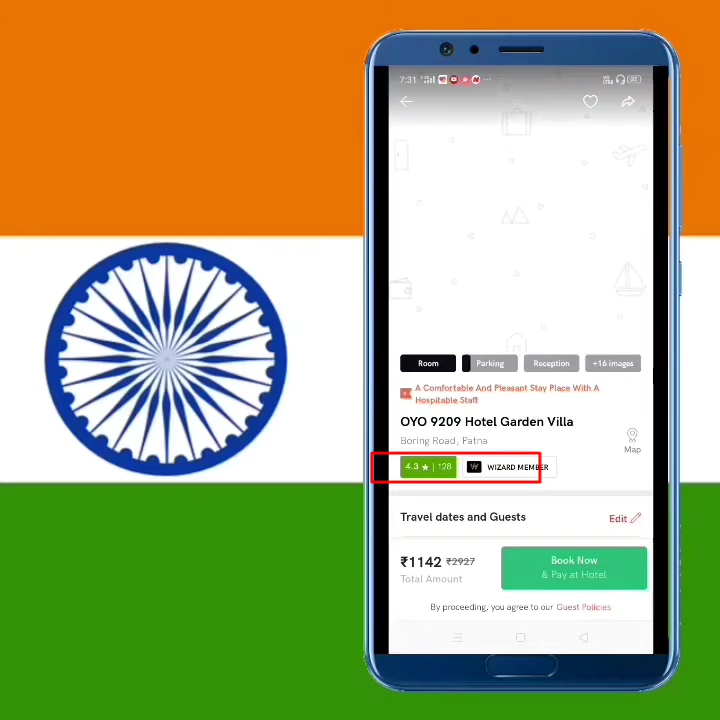 7:31
Room
Parking
Reception
+16 images
A Comfortable And Pleasant Stay Place With A
Hospitable Staff
OYO 9209 Hotel Garden Villa
Boring Road, Patna
Map
4.3 ★ | 128
WIZARD MEMBER
Travel dates and Guests
Edit
₹1142 ₹2927
Total Amount
Book Now
& Pay at Hotel
By proceeding, you agree to our Guest Policies